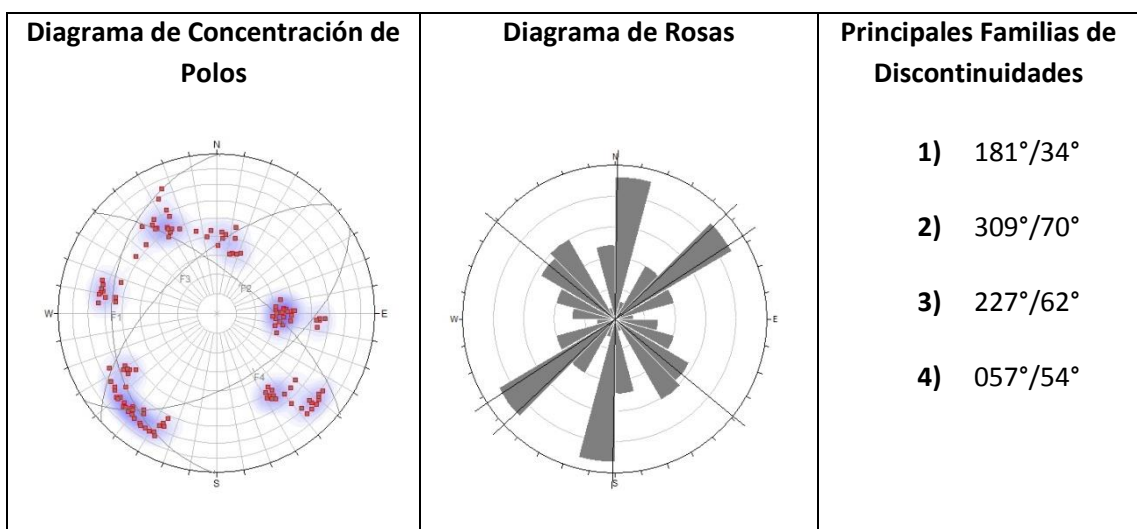 Diagrama de Concentración de
Polos
N
F3
F2
W
F1
E
F4
S
Diagrama de Rosas
N
W
E
S
Principales Familias de
Discontinuidades
1) 181°/34°
2) 309°/70°
3) 227°/62°
4) 057°/54°